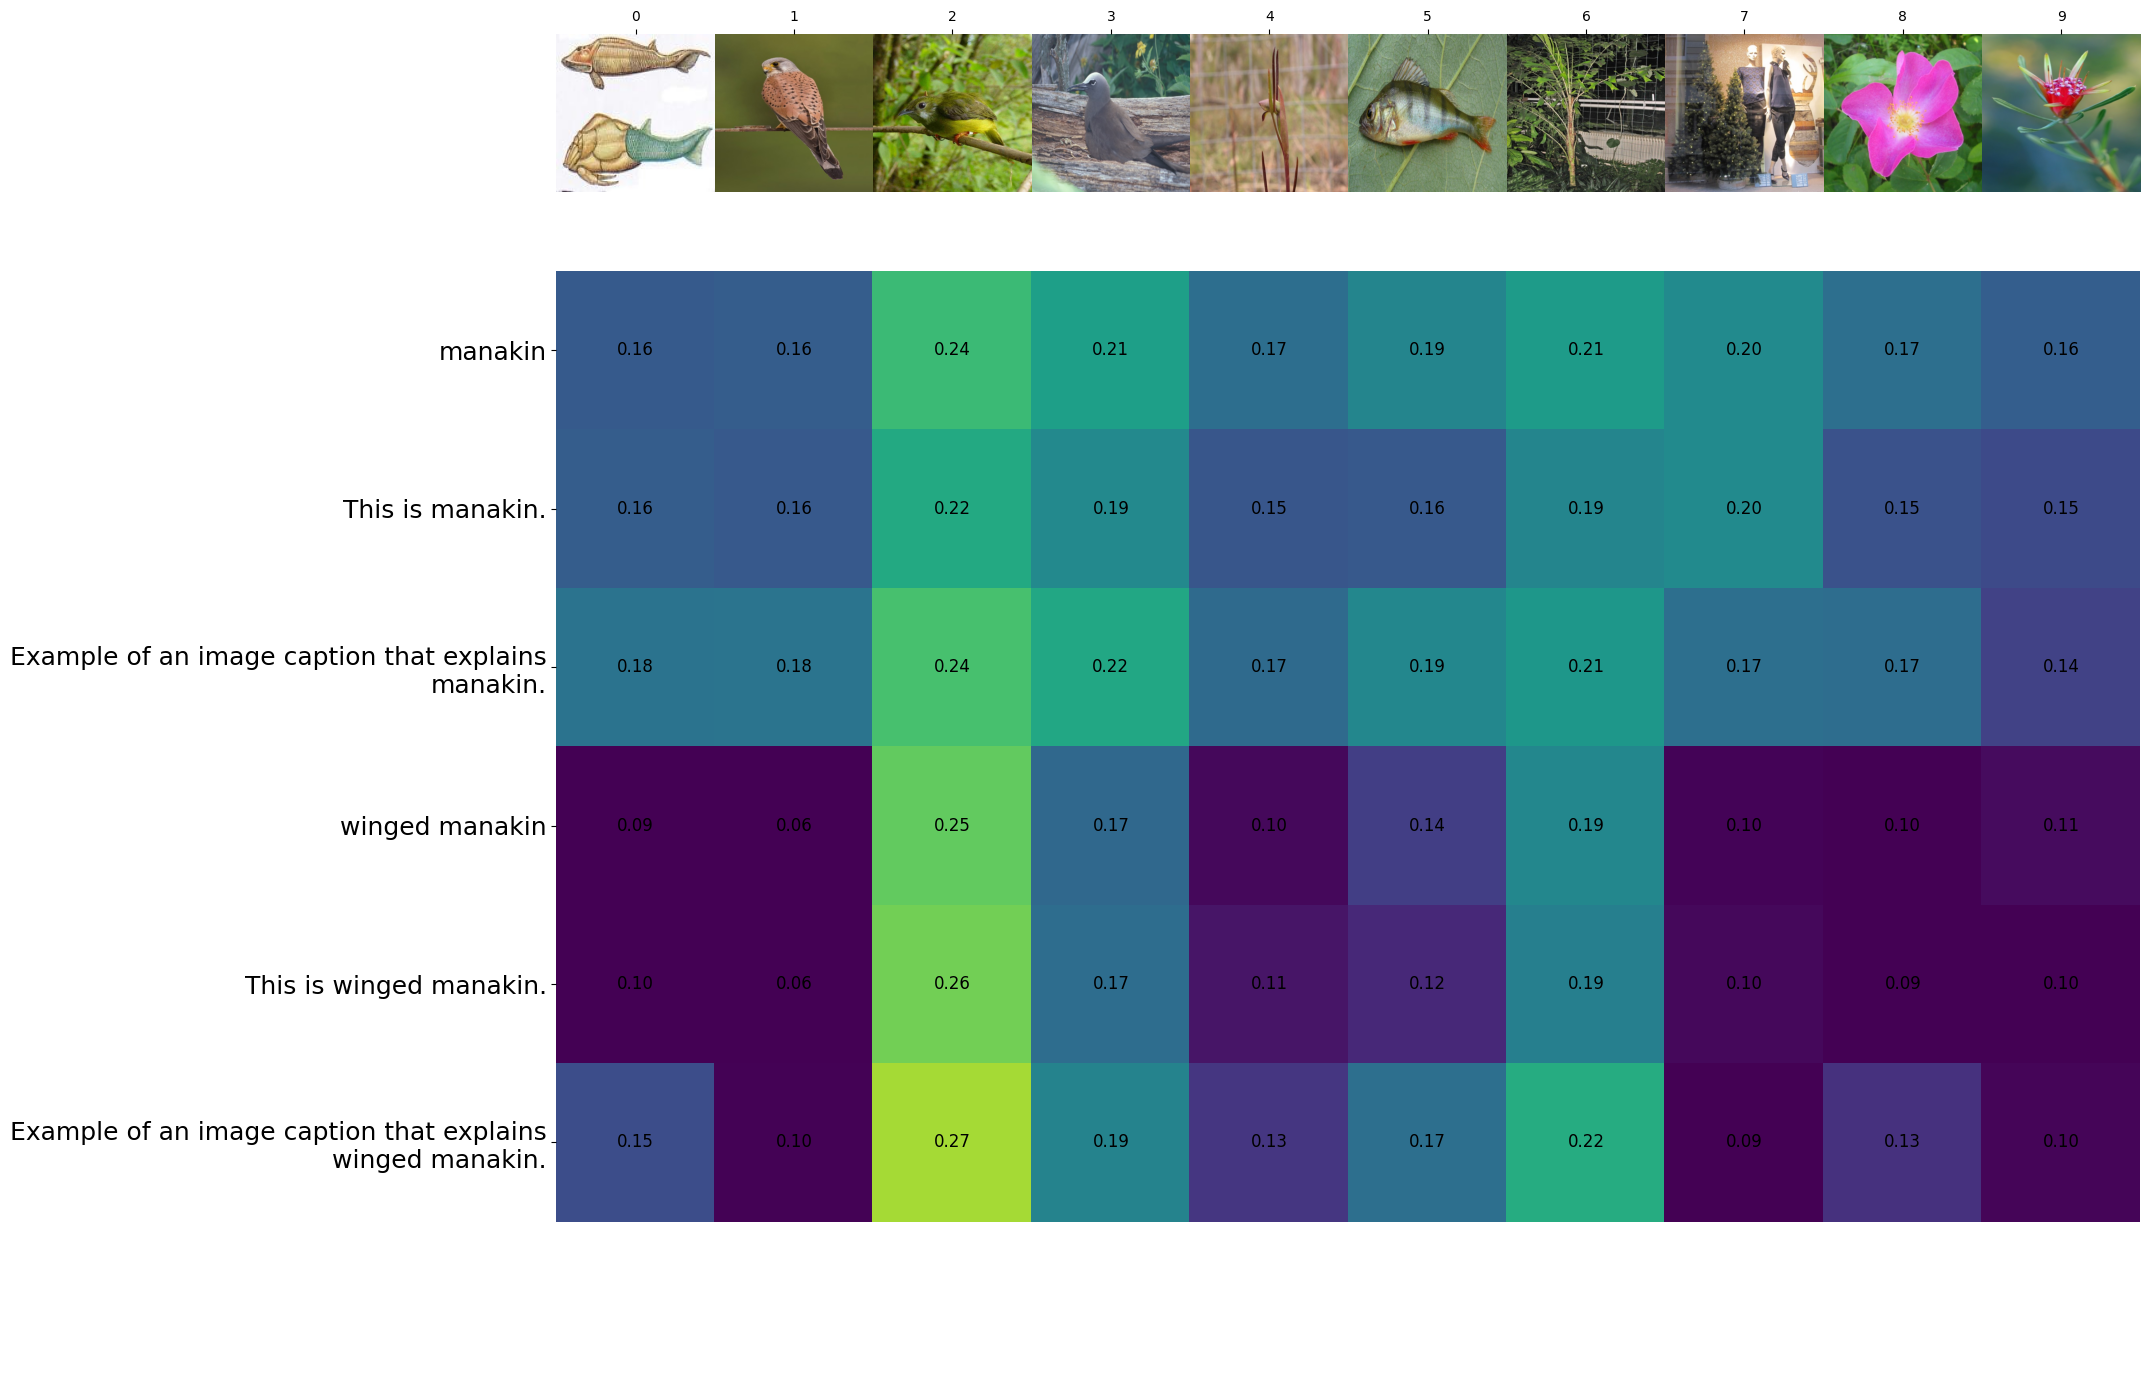 0 1 2 3 4 5 6 7 8 9
manakin 0.16 0.16 0.24 0.21 0.17 0.19 0.21 0.20 0.17 0.16
This is manakin. 0.16 0.16 0.22 0.19 0.15 0.16 0.19 0.20 0.15 0.15
Example of an image caption that explains
manakin. 0.18 0.18 0.24 0.22 0.17 0.19 0.21 0.17 0.17 0.14
winged manakin 0.09 0.06 0.25 0.17 0.10 0.14 0.19 0.10 0.10 0.11
This is winged manakin. 0.10 0.06 0.26 0.17 0.11 0.12 0.19 0.10 0.09 0.10
Example of an image caption that explains
winged manakin. 0.15 0.10 0.27 0.19 0.13 0.17 0.22 0.09 0.13 0.10